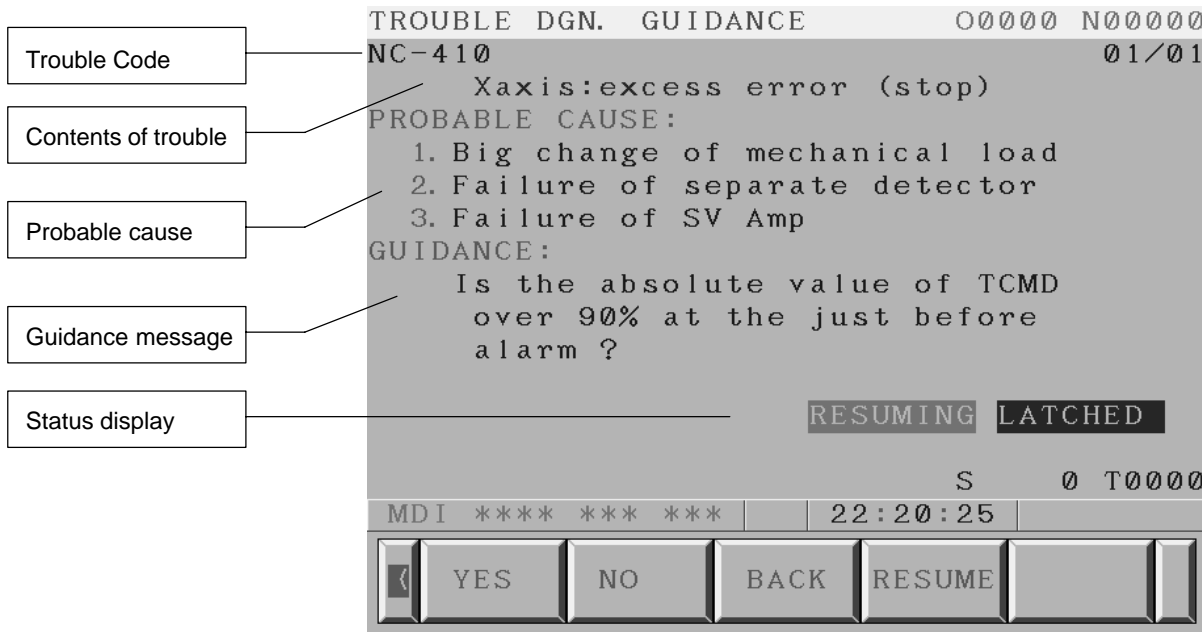 TROUBLE DGN. GUIDANCE O0000 N00000
Trouble Code
NC-410 01/01
Xaxis:excess error (stop)
Contents of trouble
PROBABLE CAUSE:
1. Big change of mechanical load
2. Failure of separate detector
3. Failure of SV Amp
Probable cause
GUIDANCE:
Is the absolute value of TCMD
over 90% at the just before
alarm ?
Guidance message
Status display
RESUMING LATCHED
S 0 T0000
MDI **** *** *** 22:20:25
( YES NO BACK RESUME